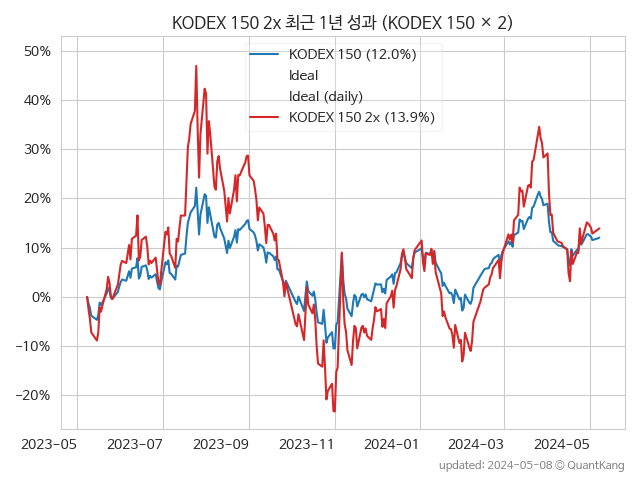 KODEX 150 2x 최근 1년 성과 (KODEX 150 × 2)
50%
40%
30%
20%
10%
0%
−10%
−20%
KODEX 150 (12.0%)
Ideal
Ideal (daily)
KODEX 150 2x (13.9%)
2023-05 2023-07 2023-09 2023-11 2024-01 2024-03 2024-05
updated: 2024-05-08 © QuantKang